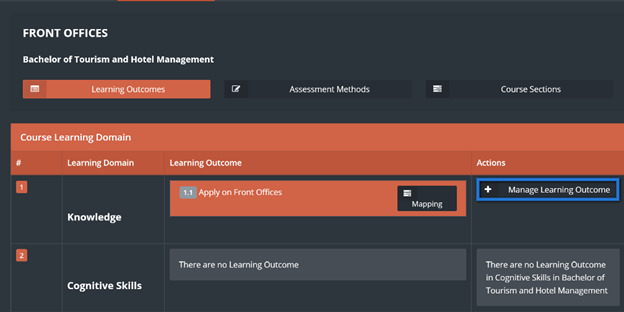 FRONT OFFICES
Bachelor of Tourism and Hotel Management
Learning Outcomes Assessment Methods Course Sections
Course Learning Domain
# Learning Domain Learning Outcome Actions
1 1.1 Apply on Front Offices Manage Learning Outcome
Mapping
Knowledge
2 There are no Learning Outcome There are no Learning Outcome
in Cognitive Skills in Bachelor of
Cognitive Skills Tourism and Hotel Management